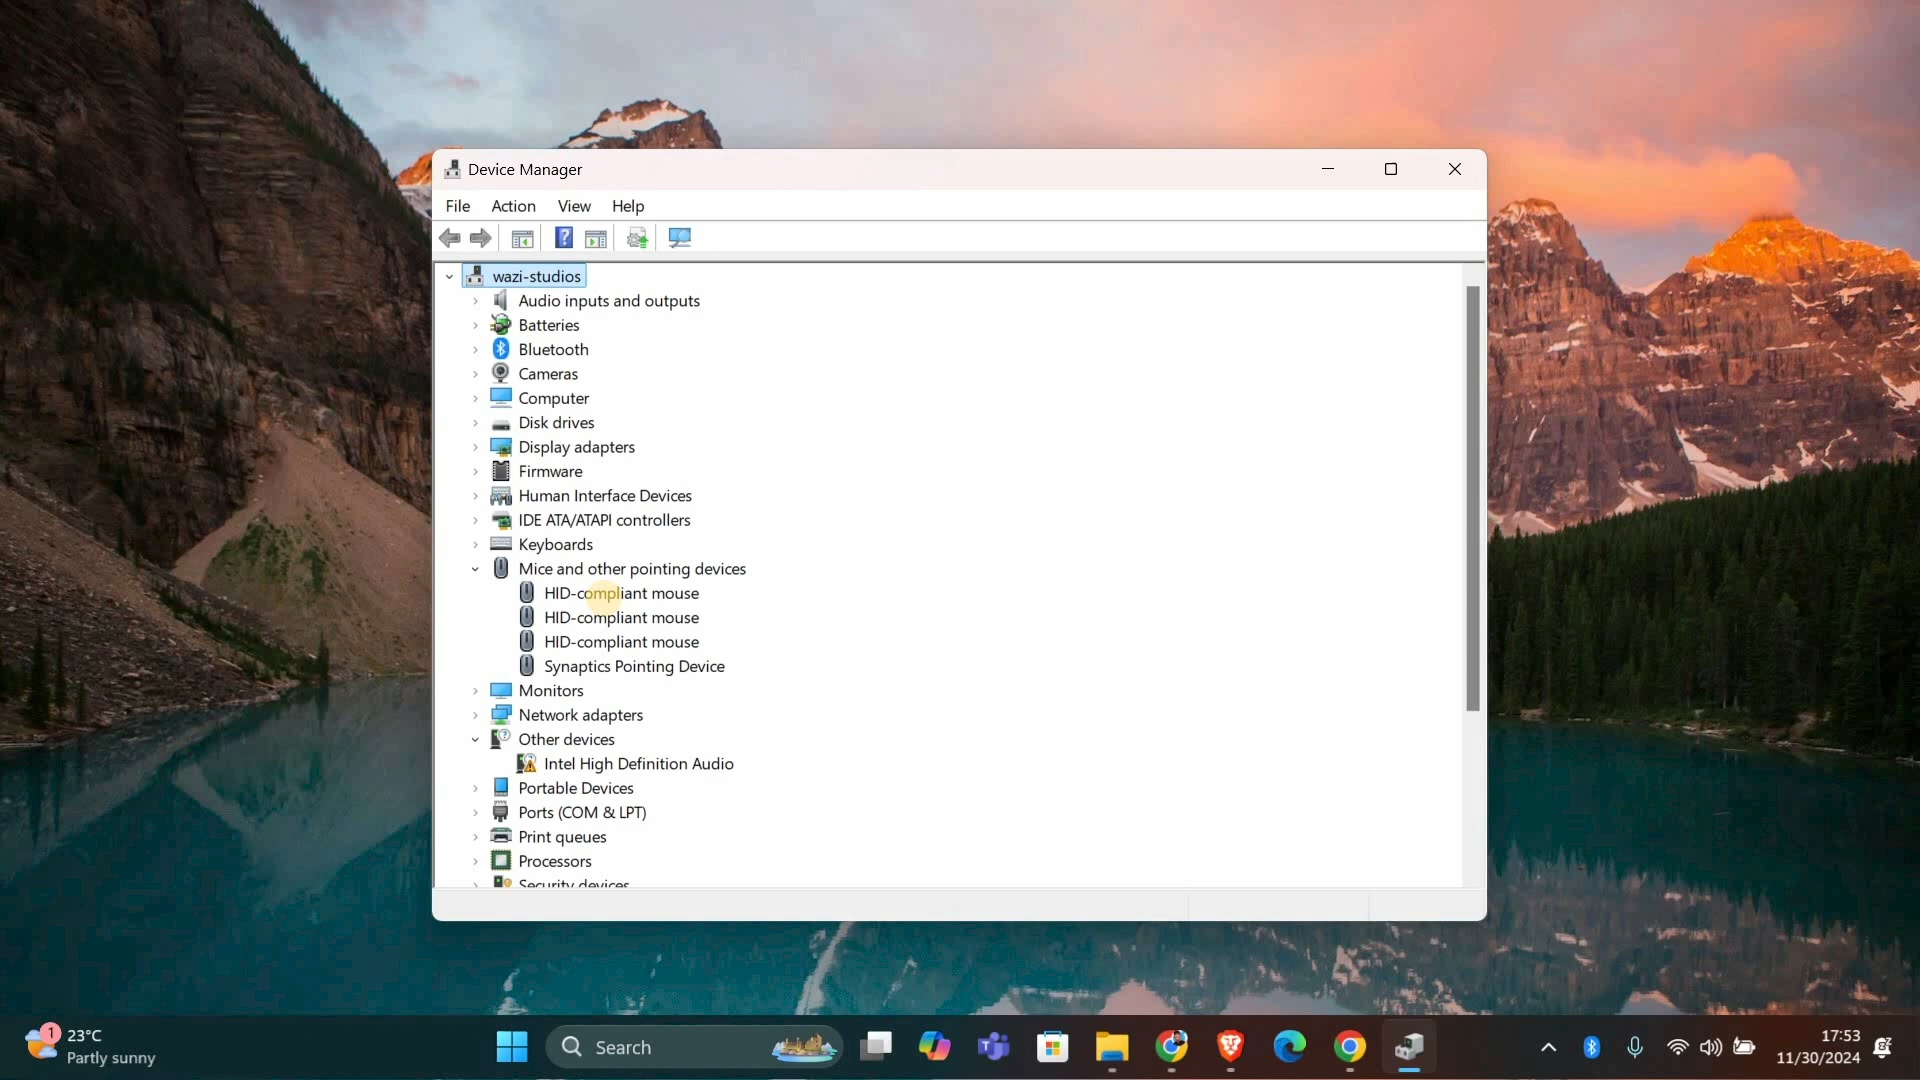 Device Manager
File Action View Help
wazi-studios
Audio inputs and outputs
Batteries
Bluetooth
Cameras
Computer
Disk drives
Display adapters
Firmware
Human Interface Devices
IDE ATA/ATAPI controllers
Keyboards
Mice and other pointing devices
HID-compliant mouse
HID-compliant mouse
HID-compliant mouse
Synaptics Pointing Device
Monitors
Network adapters
Other devices
Intel High Definition Audio
Portable Devices
Ports (COM & LPT)
Print queues
Processors
Security devices
1
23°C
Partly sunny
Search
17:53
11/30/2024